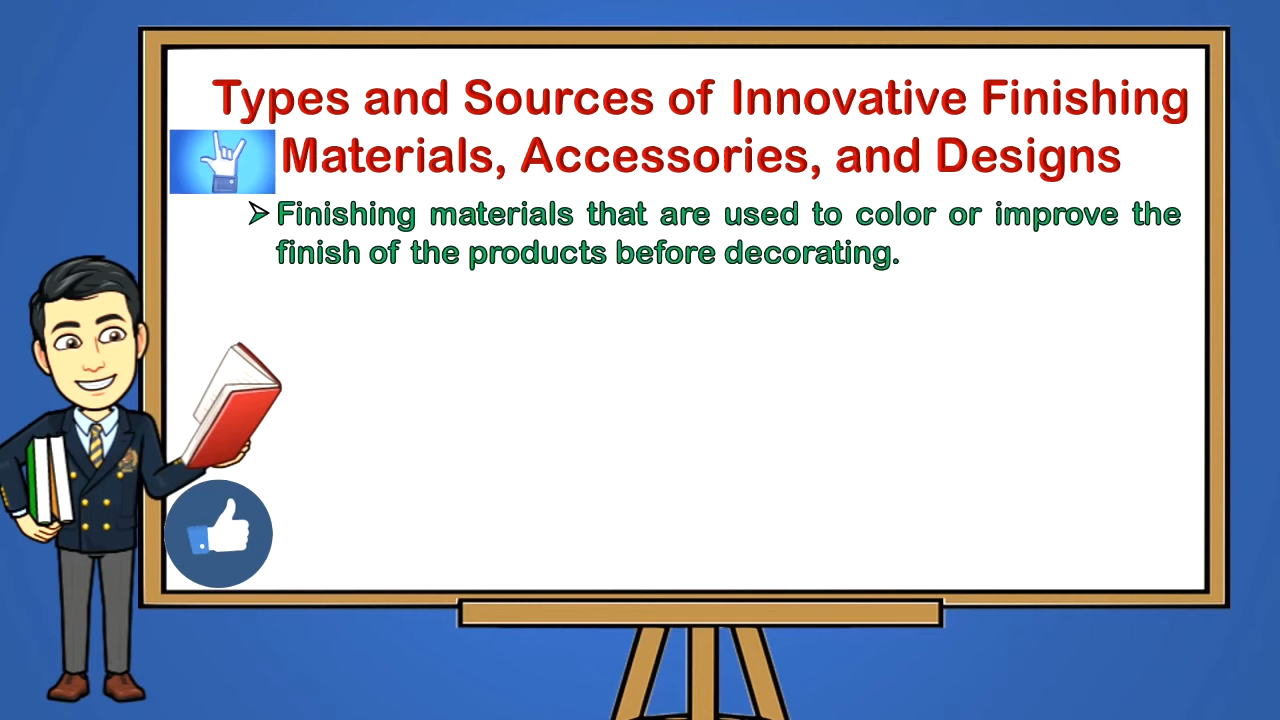 Types and Sources of Innovative Finishing
Materials, Accessories, and Designs
➢ Finishing materials that are used to color or improve the
finish of the products before decorating.